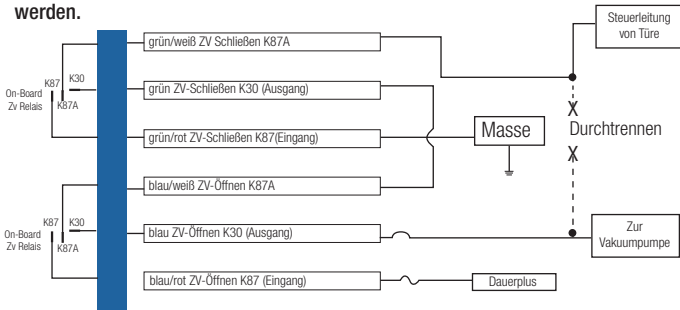 werden.
Steuerleitung
von Türe
grün/weiß ZV Schließen K87A
K87
K30
K87A
On-Board
Zv Relais
grün ZV-Schließen K30 (Ausgang)
grün/rot ZV-Schließen K87(Eingang)
Masse
X
Durchtrennen
X
blau/weiß ZV-Öffnen K87A
K87
K30
K87A
On-Board
Zv Relais
blau ZV-Öffnen K30 (Ausgang)
Zur
Vakuumpumpe
blau/rot ZV-Öffnen K87 (Eingang)
Dauerplus